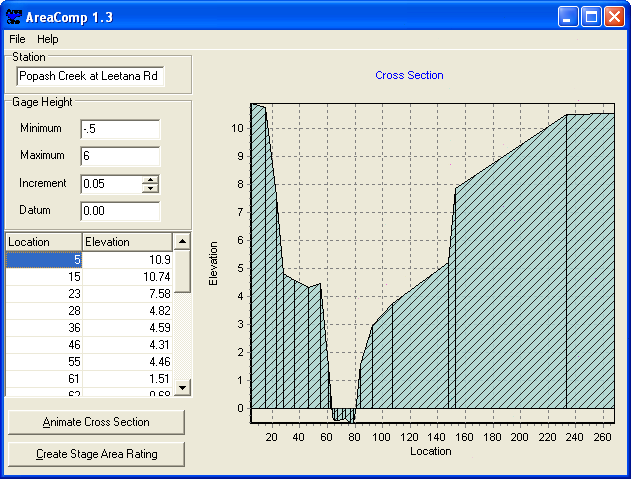 AreaComp 1.3
File Help
Station
Popash Creek at Leetana Rd
Gage Height
Minimum -.5
Maximum 6
Increment 0.05
Datum 0.00
Location Elevation
5 10.9
15 10.74
23 7.58
28 4.82
36 4.59
46 4.31
55 4.46
61 1.51
62 0.68
Animate Cross Section
Create Stage Area Rating
Cross Section
Elevation
10
9
8
7
6
5
4
3
2
1
0
20 40 60 80 100 120 140 160 180 200 220 240 260
Location